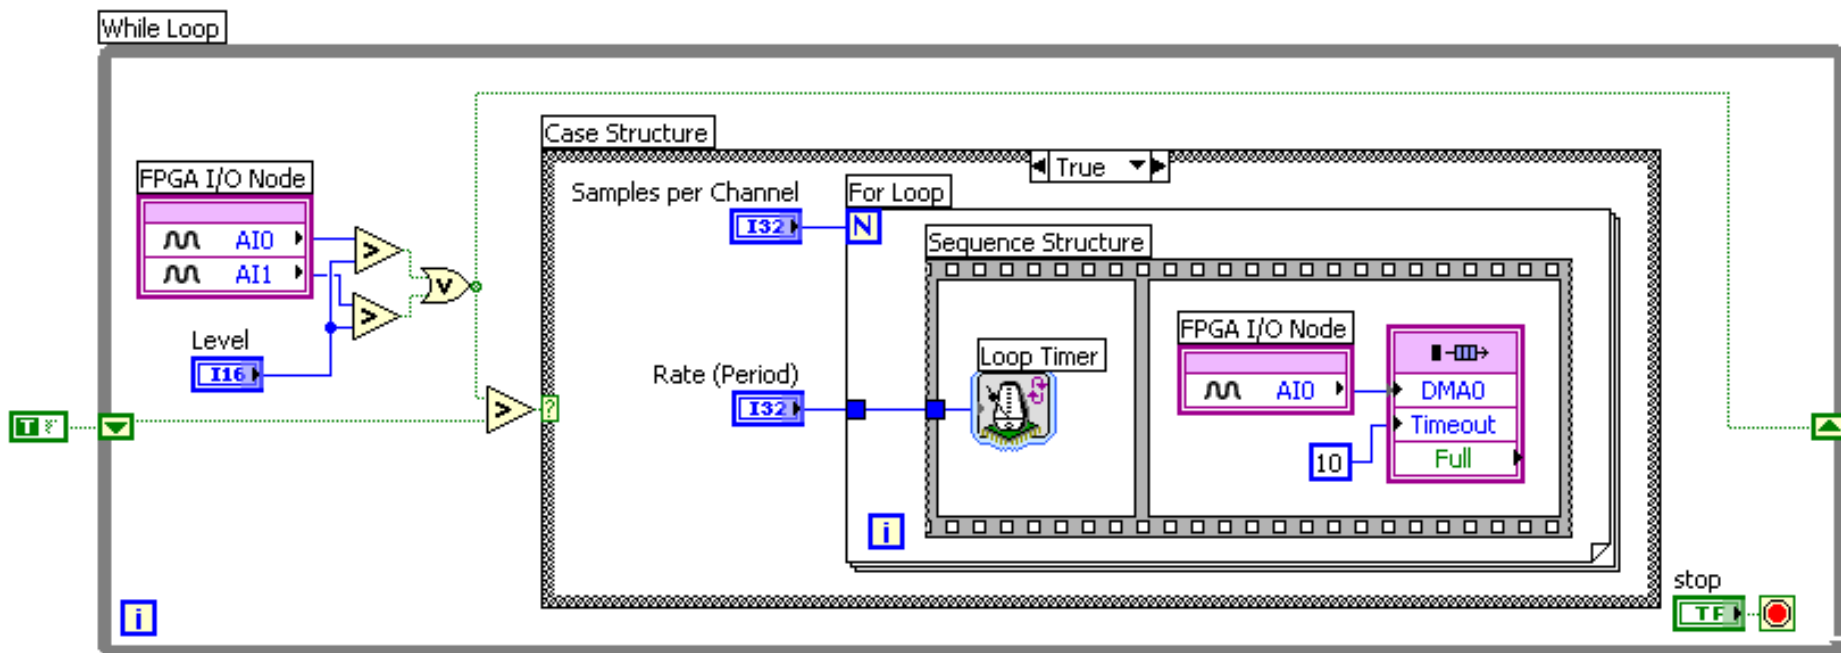 While Loop
Case Structure
True
FPGA I/O Node
AI0
AI1
Level
I16
Samples per Channel
I32
For Loop
N
Sequence Structure
Rate (Period)
I32
Loop Timer
FPGA I/O Node
AI0
DMA0
Timeout
Full
10
T
?
i
i
stop
TF